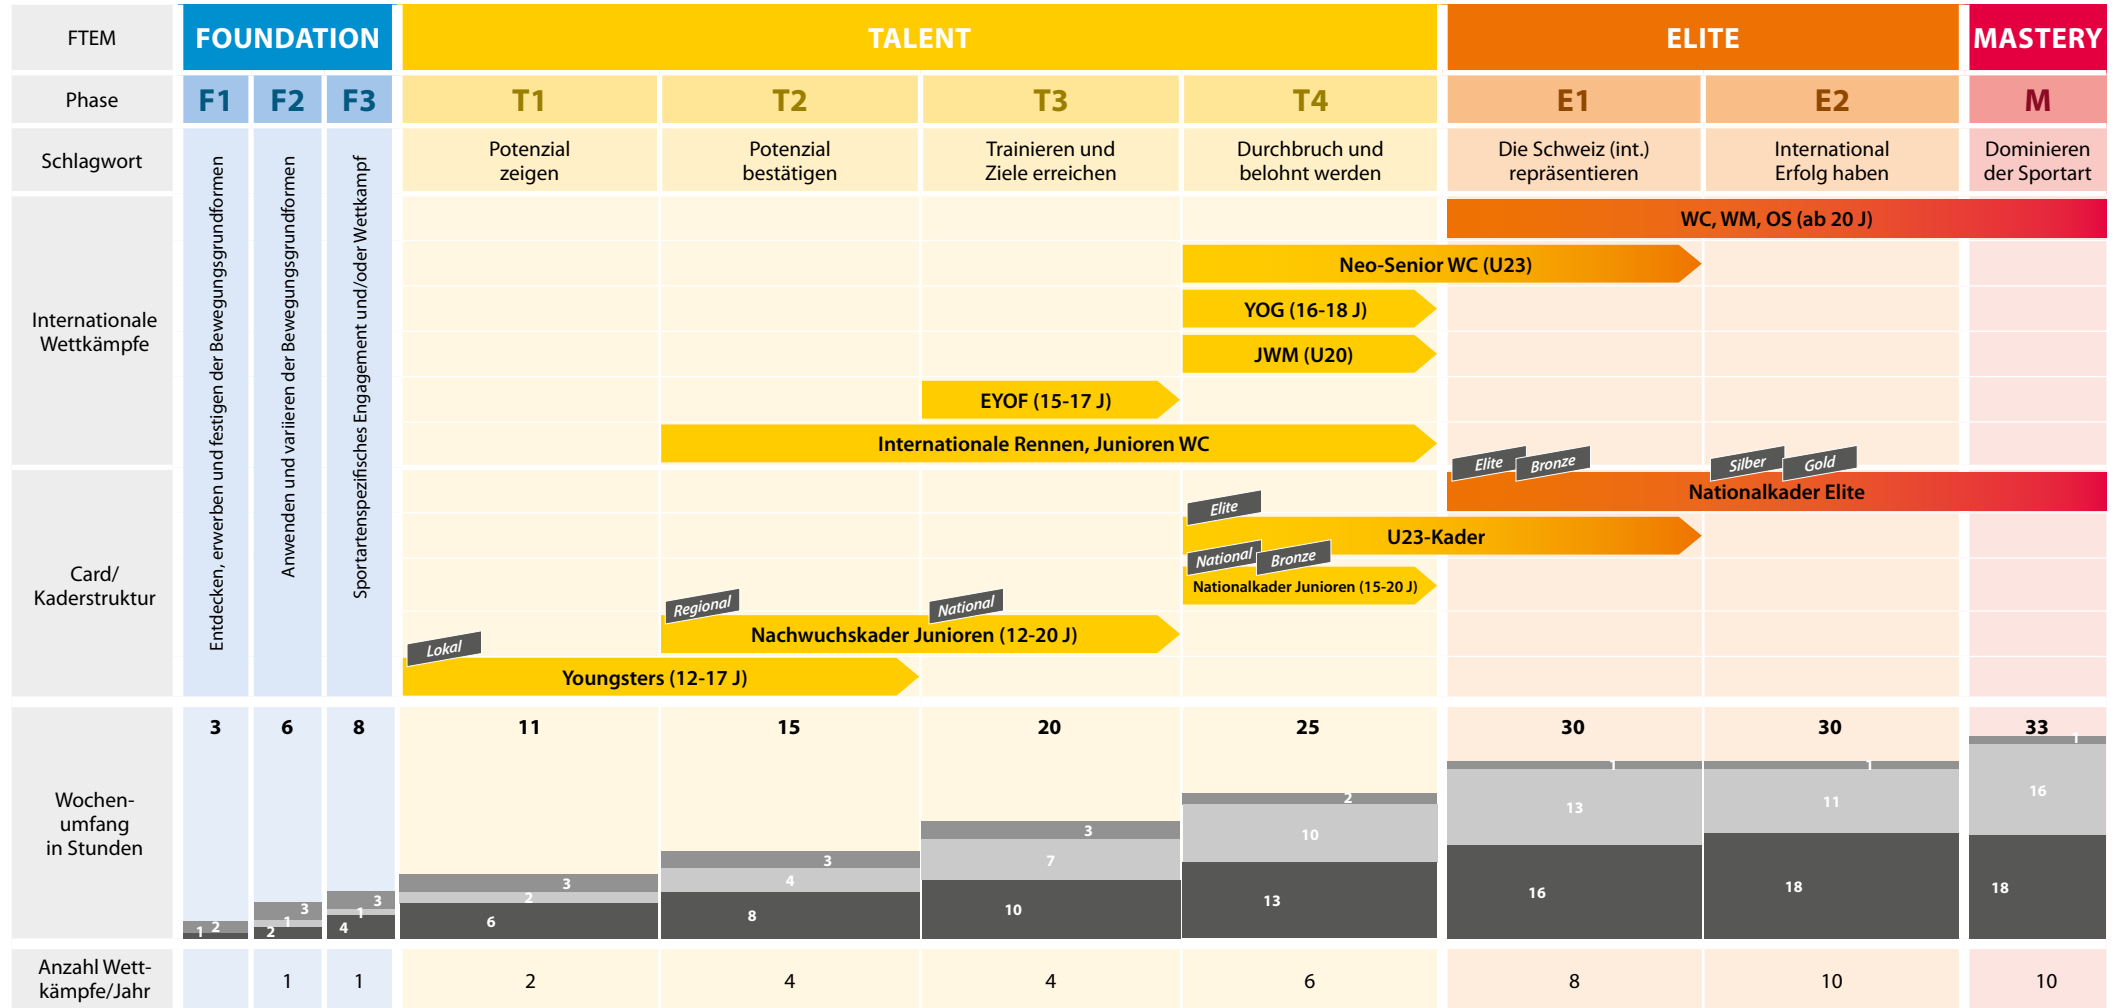 FTEM
FOUNDATION
TALENT
ELITE
MASTERY
Phase
F1
F2
F3
T1
T2
T3
T4
E1
E2
M
Schlagwort
Entdecken, erwerben und festigen der Bewegungsgrundformen
Anwenden und variieren der Bewegungsgrundformen
Sportartenspezifisches Engagement und/oder Wettkampf
Potenzial
zeigen
Potenzial
bestätigen
Trainieren und
Ziele erreichen
Durchbruch und
belohnt werden
Die Schweiz (int.)
repräsentieren
International
Erfolg haben
Dominieren
der Sportart
Internationale
Wettkämpfe
WC, WM, OS (ab 20 J)
Neo-Senior WC (U23)
YOG (16-18 J)
JWM (U20)
EYOF (15-17 J)
Internationale Rennen, Junioren WC
Card/
Kaderstruktur
Elite
Bronze
Silber
Gold
Nationalkader Elite
Elite
U23-Kader
National
Bronze
Nationalkader Junioren (15-20 J)
Regional
National
Nachwuchskader Junioren (12-20 J)
Lokal
Youngsters (12-17 J)
Wochen-
umfang
in Stunden
3
6
8
11
15
20
25
30
30
33
1
2
2
1
3
4
1
3
6
2
3
8
4
3
10
7
3
13
10
2
16
13
1
18
11
1
18
16
1
Anzahl Wett-
kämpfe/Jahr
1
1
2
4
4
6
8
10
10